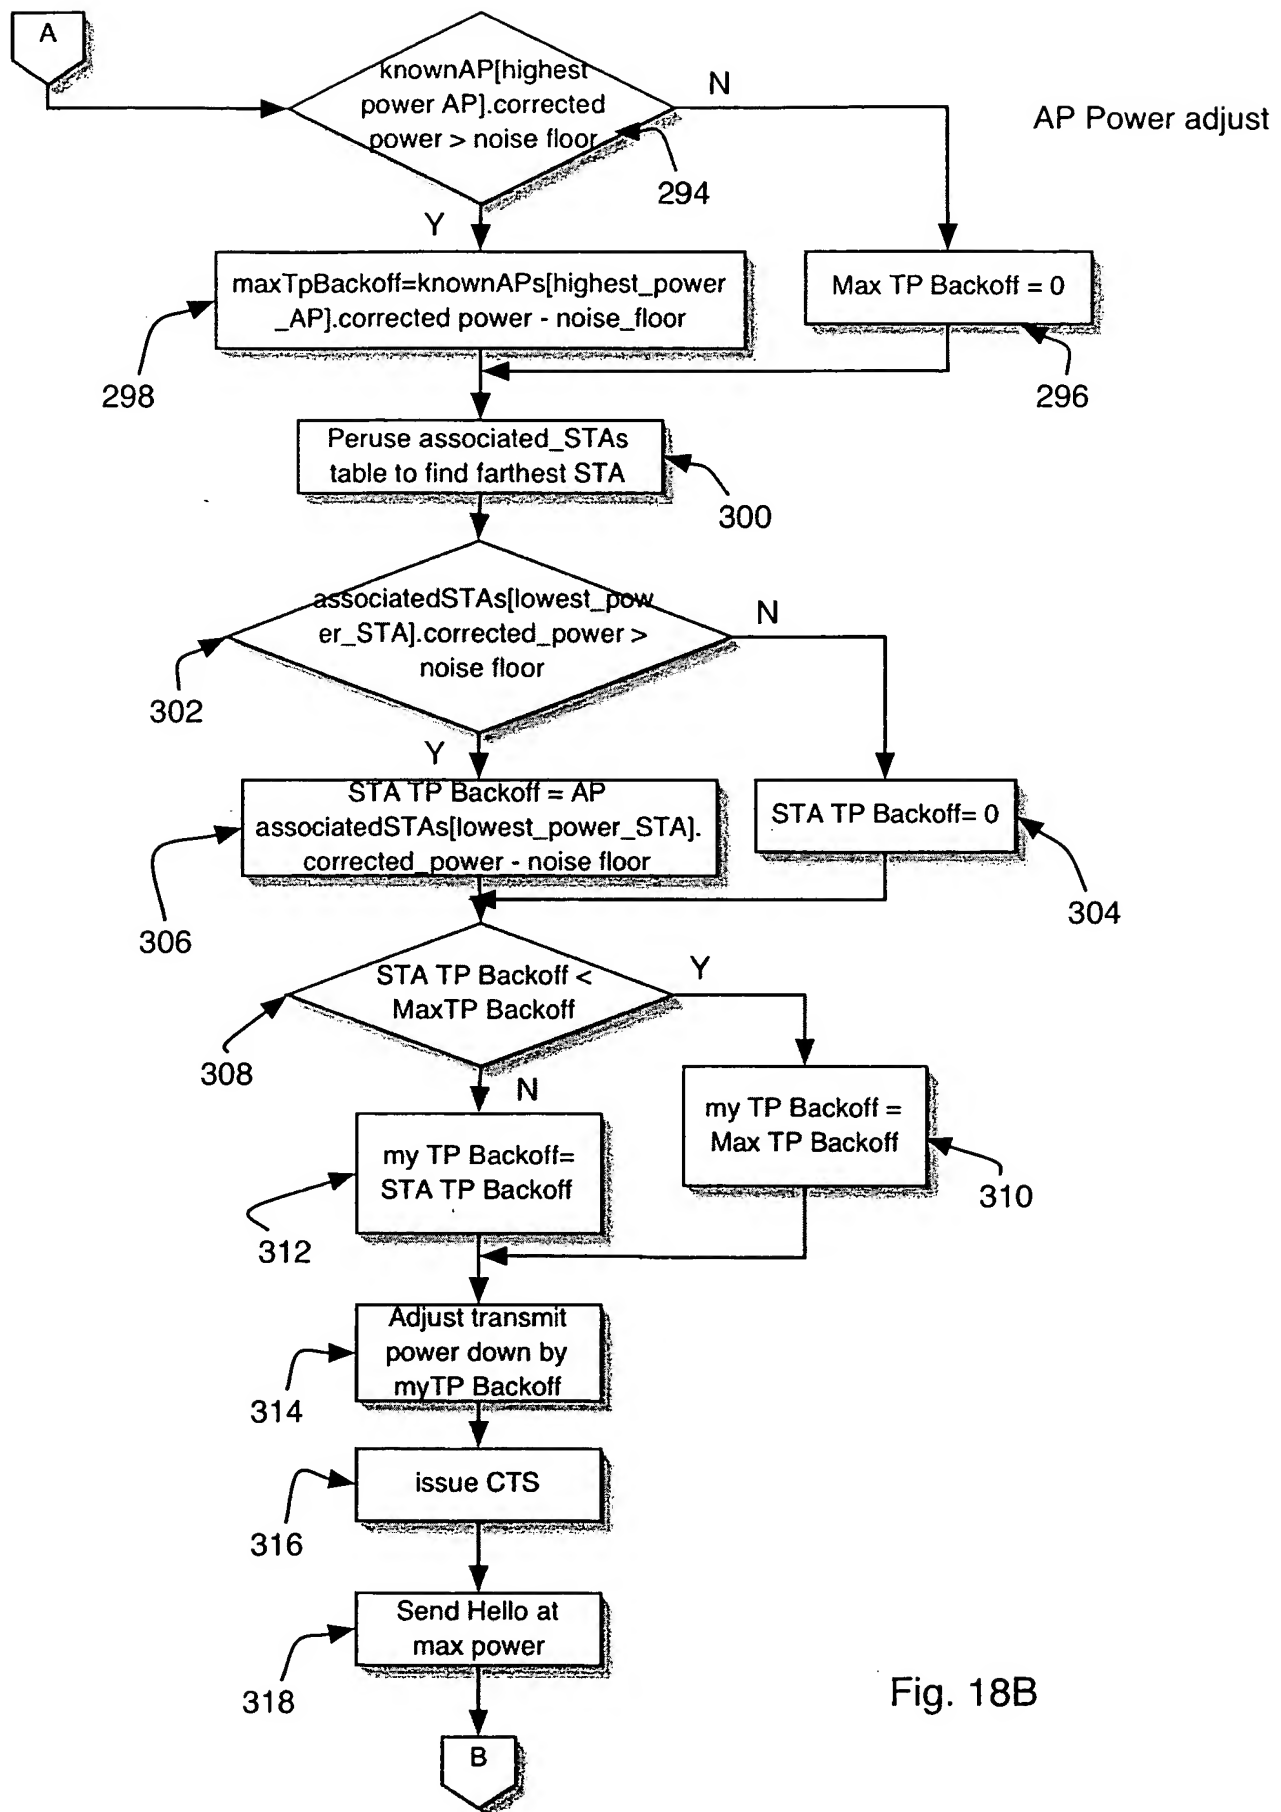 A
knownAP[highest
power AP].corrected
power > noise floor
N
AP Power adjust
294
Y
maxTpBackoff=knownAPs[highest_power
_AP].corrected power - noise_floor
Max TP Backoff = 0
298
296
Peruse associated_STAs
table to find farthest STA
300
associatedSTAs[lowest_pow
er_STA].corrected_power >
noise floor
N
302
Y
STA TP Backoff = AP
associatedSTAs[lowest_power_STA].
corrected_power - noise floor
STA TP Backoff= 0
306
304
STA TP Backoff <
MaxTP Backoff
Y
308
N
my TP Backoff =
Max TP Backoff
my TP Backoff=
STA TP Backoff
310
312
Adjust transmit
power down by
myTP Backoff
314
issue CTS
316
Send Hello at
max power
318
Fig. 18B
B